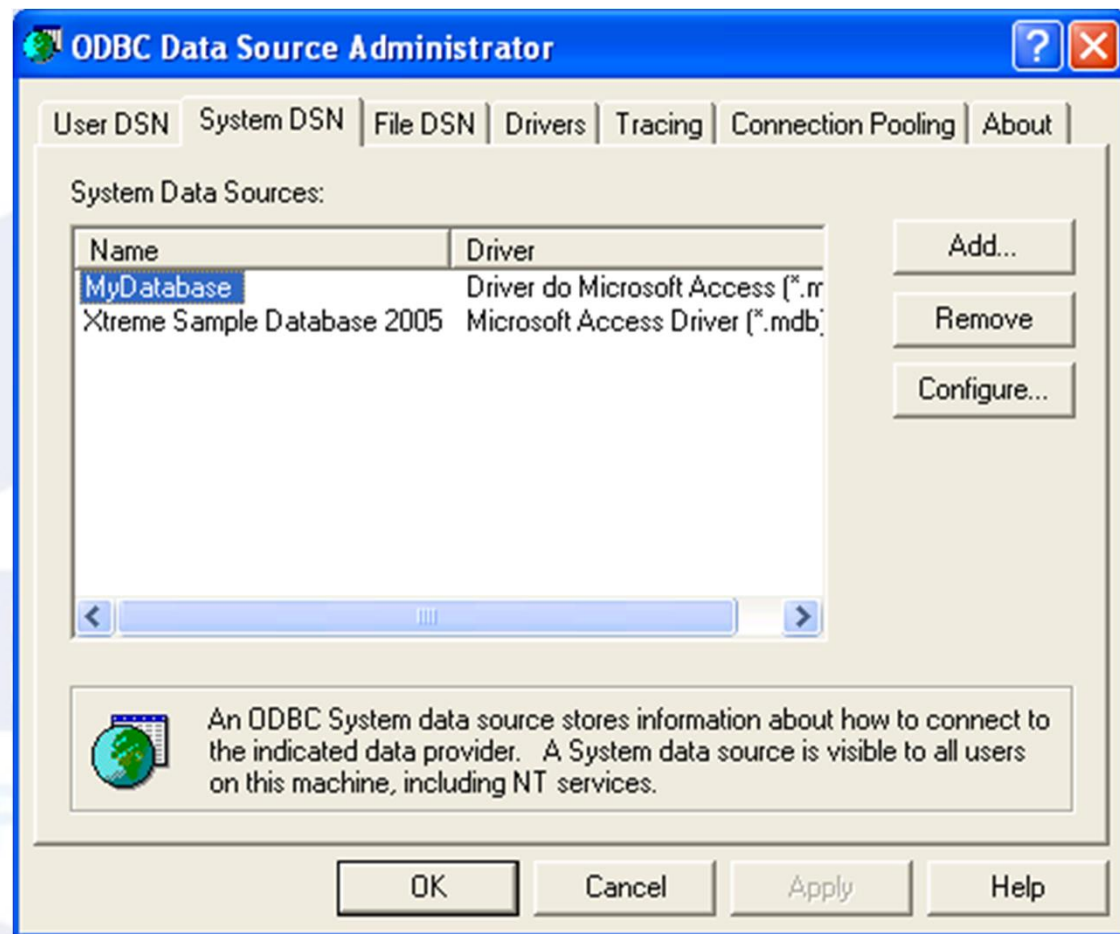 ODBC Data Source Administrator
User DSN System DSN File DSN Drivers Tracing Connection Pooling About
System Data Sources:
Name Driver
MyDatabase Driver do Microsoft Access (*.m
Xtreme Sample Database 2005 Microsoft Access Driver (*.mdb)
Add...
Remove
Configure...
An ODBC System data source stores information about how to connect to
the indicated data provider. A System data source is visible to all users
on this machine, including NT services.
OK Cancel Apply Help